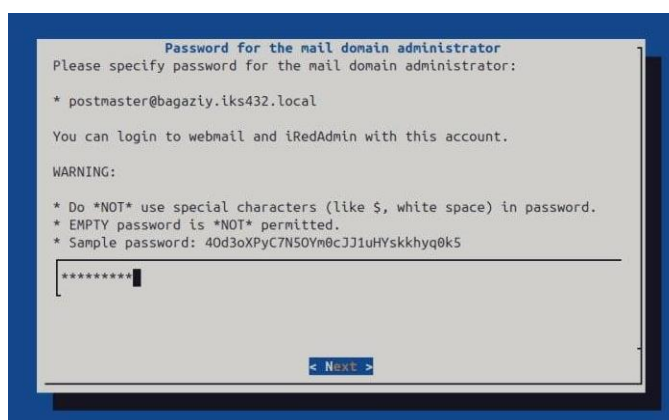 Password for the mail domain administrator
Please specify password for the mail domain administrator:
* postmaster@bagaziy.iks432.local
You can login to webmail and iRedAdmin with this account.
WARNING:
* Do *NOT* use special characters (like $, white space) in password.
* EMPTY password is *NOT* permitted.
* Sample password: 4Od3oXPyC7N5OYm0cJJ1uHYskkhyq0k5
*********
< Next >